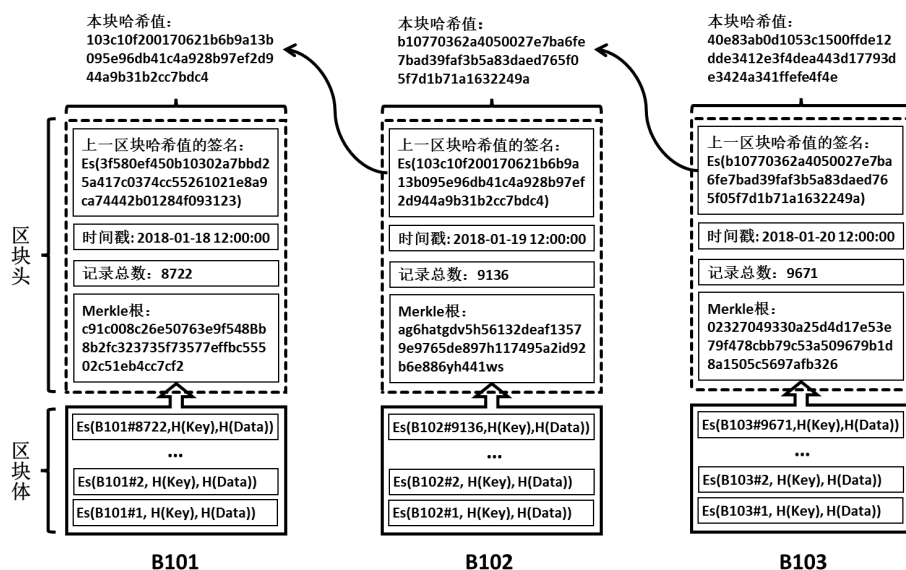 本块哈希值:
103c10f200170621b6b9a13b
095e96db41c4a928b97ef2d9
44a9b31b2cc7bdc4
本块哈希值:
b10770362a4050027e7ba6fe
7bad39faf3b5a83daed765f0
5f7d1b71a1632249a
本块哈希值:
40e83ab0d1053c1500ffde12
dde3412e3f4dea443d17793d
e3424a341ffefe4f4e
区块头
上一区块哈希值的签名:
Es(3f580ef450b10302a7bbd2
5a417c0374cc55261021e8a9
ca74442b01284f093123)
时间戳: 2018-01-18 12:00:00
记录总数: 8722
Merkle根:
c91c008c26e50763e9f548Bb
8b2fc323735f73577effbc555
02c51eb4cc7cf2
上一区块哈希值的签名:
Es(103c10f200170621b6b9a
13b095e96db41c4a928b97ef
2d944a9b31b2cc7bdc4)
时间戳: 2018-01-19 12:00:00
记录总数: 9136
Merkle根:
ag6hatgdv5h56132deaf1357
9e9765de897h117495a2id92
b6e886yh441ws
上一区块哈希值的签名:
Es(b10770362a4050027e7ba
6fe7bad39faf3b5a83daed76
5f05f7d1b71a1632249a)
时间戳: 2018-01-20 12:00:00
记录总数: 9671
Merkle根:
02327049330a25d4d17e53e
79f478cbb79c53a509679b1d
8a1505c5697afb326
区块体
Es(B101#8722,H(Key),H(Data))
...
Es(B101#2, H(Key), H(Data))
Es(B101#1, H(Key), H(Data))
Es(B102#9136,H(Key),H(Data))
...
Es(B102#2, H(Key), H(Data))
Es(B102#1, H(Key), H(Data))
Es(B103#9671,H(Key),H(Data))
...
Es(B103#2, H(Key), H(Data))
Es(B103#1, H(Key), H(Data))
B101
B102
B103